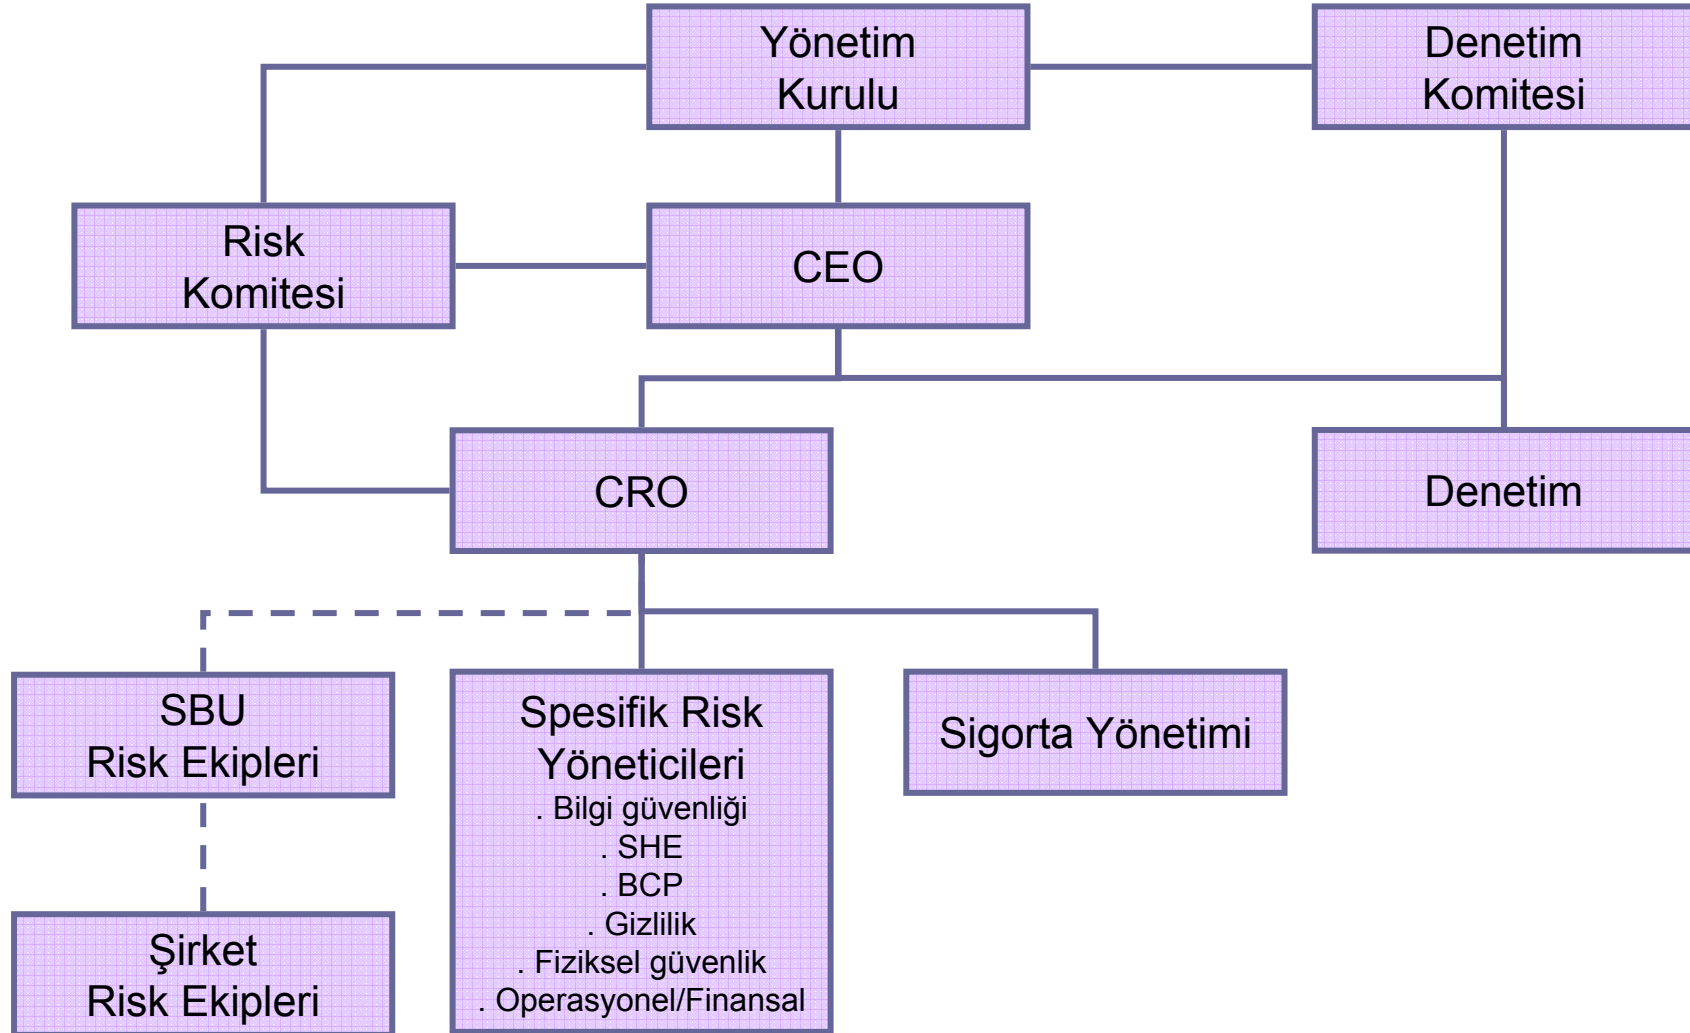 Yönetim
Kurulu
Denetim
Komitesi
Risk
Komitesi
CEO
CRO
Denetim
SBU
Risk Ekipleri
Spesifik Risk
Yöneticileri
. Bilgi güvenliği
. SHE
. BCP
. Gizlilik
. Fiziksel güvenlik
. Operasyonel/Finansal
Sigorta Yönetimi
Şirket
Risk Ekipleri